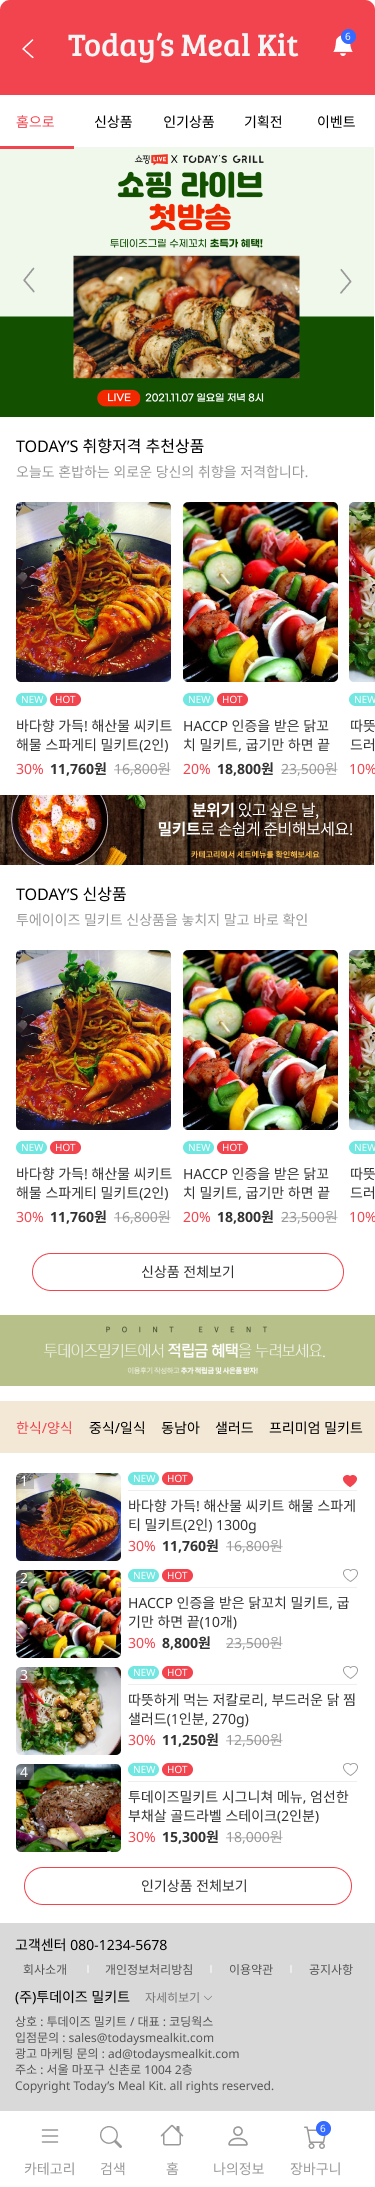 Today's Meal Kit
6
홈으로 신상품 인기상품 기획전 이벤트
쇼핑LIVE X TODAY'S GRILL
쇼핑 라이브
첫방송
투데이즈그릴 수제꼬치 초특가 혜택!
LIVE 2021.11.07 일요일 저녁 8시
TODAY'S 취향저격 추천상품
오늘도 혼밥하는 외로운 당신의 취향을 저격합니다.
NEW HOT NEW HOT NEW
바다향 가득! 해산물 씨키트 HACCP 인증을 받은 닭꼬 따뜻
해물 스파게티 밀키트(2인) 치 밀키트, 굽기만 하면 끝 드러
30% 11,760원 16,800원 20% 18,800원 23,500원 10%
분위기 있고 싶은 날,
밀키트로 손쉽게 준비해보세요!
카테고리에서 세트메뉴를 확인해보세요
TODAY'S 신상품
투에이이즈 밀키트 신상품을 놓치지 말고 바로 확인
NEW HOT NEW HOT NEW
바다향 가득! 해산물 씨키트 HACCP 인증을 받은 닭꼬 따뜻
해물 스파게티 밀키트(2인) 치 밀키트, 굽기만 하면 끝 드러
30% 11,760원 16,800원 20% 18,800원 23,500원 10%
신상품 전체보기
POINT EVENT
투데이즈밀키트에서 적립금 혜택을 누려보세요.
이용후기 작성하고 추가 적립금 및 사은품 받자!
한식/양식 중식/일식 동남아 샐러드 프리미엄 밀키트
1 NEW HOT
바다향 가득! 해산물 씨키트 해물 스파게
티 밀키트(2인) 1300g
30% 11,760원 16,800원
2 NEW HOT
HACCP 인증을 받은 닭꼬치 밀키트, 굽
기만 하면 끝(10개)
30% 8,800원 23,500원
3 NEW HOT
따뜻하게 먹는 저칼로리, 부드러운 닭 찜
샐러드(1인분, 270g)
30% 11,250원 12,500원
4 NEW HOT
투데이즈밀키트 시그니쳐 메뉴, 엄선한
부채살 골드라벨 스테이크(2인분)
30% 15,300원 18,000원
인기상품 전체보기
고객센터 080-1234-5678
회사소개 개인정보처리방침 이용약관 공지사항
(주)투데이즈 밀키트 자세히보기
상호 : 투데이즈 밀키트 / 대표 : 코딩웍스
입점문의 : sales@todaysmealkit.com
광고 마케팅 문의 : ad@todaysmealkit.com
주소 : 서울 마포구 신촌로 1004 2층
Copyright Today's Meal Kit. all rights reserved.
6
카테고리 검색 홈 나의정보 장바구니